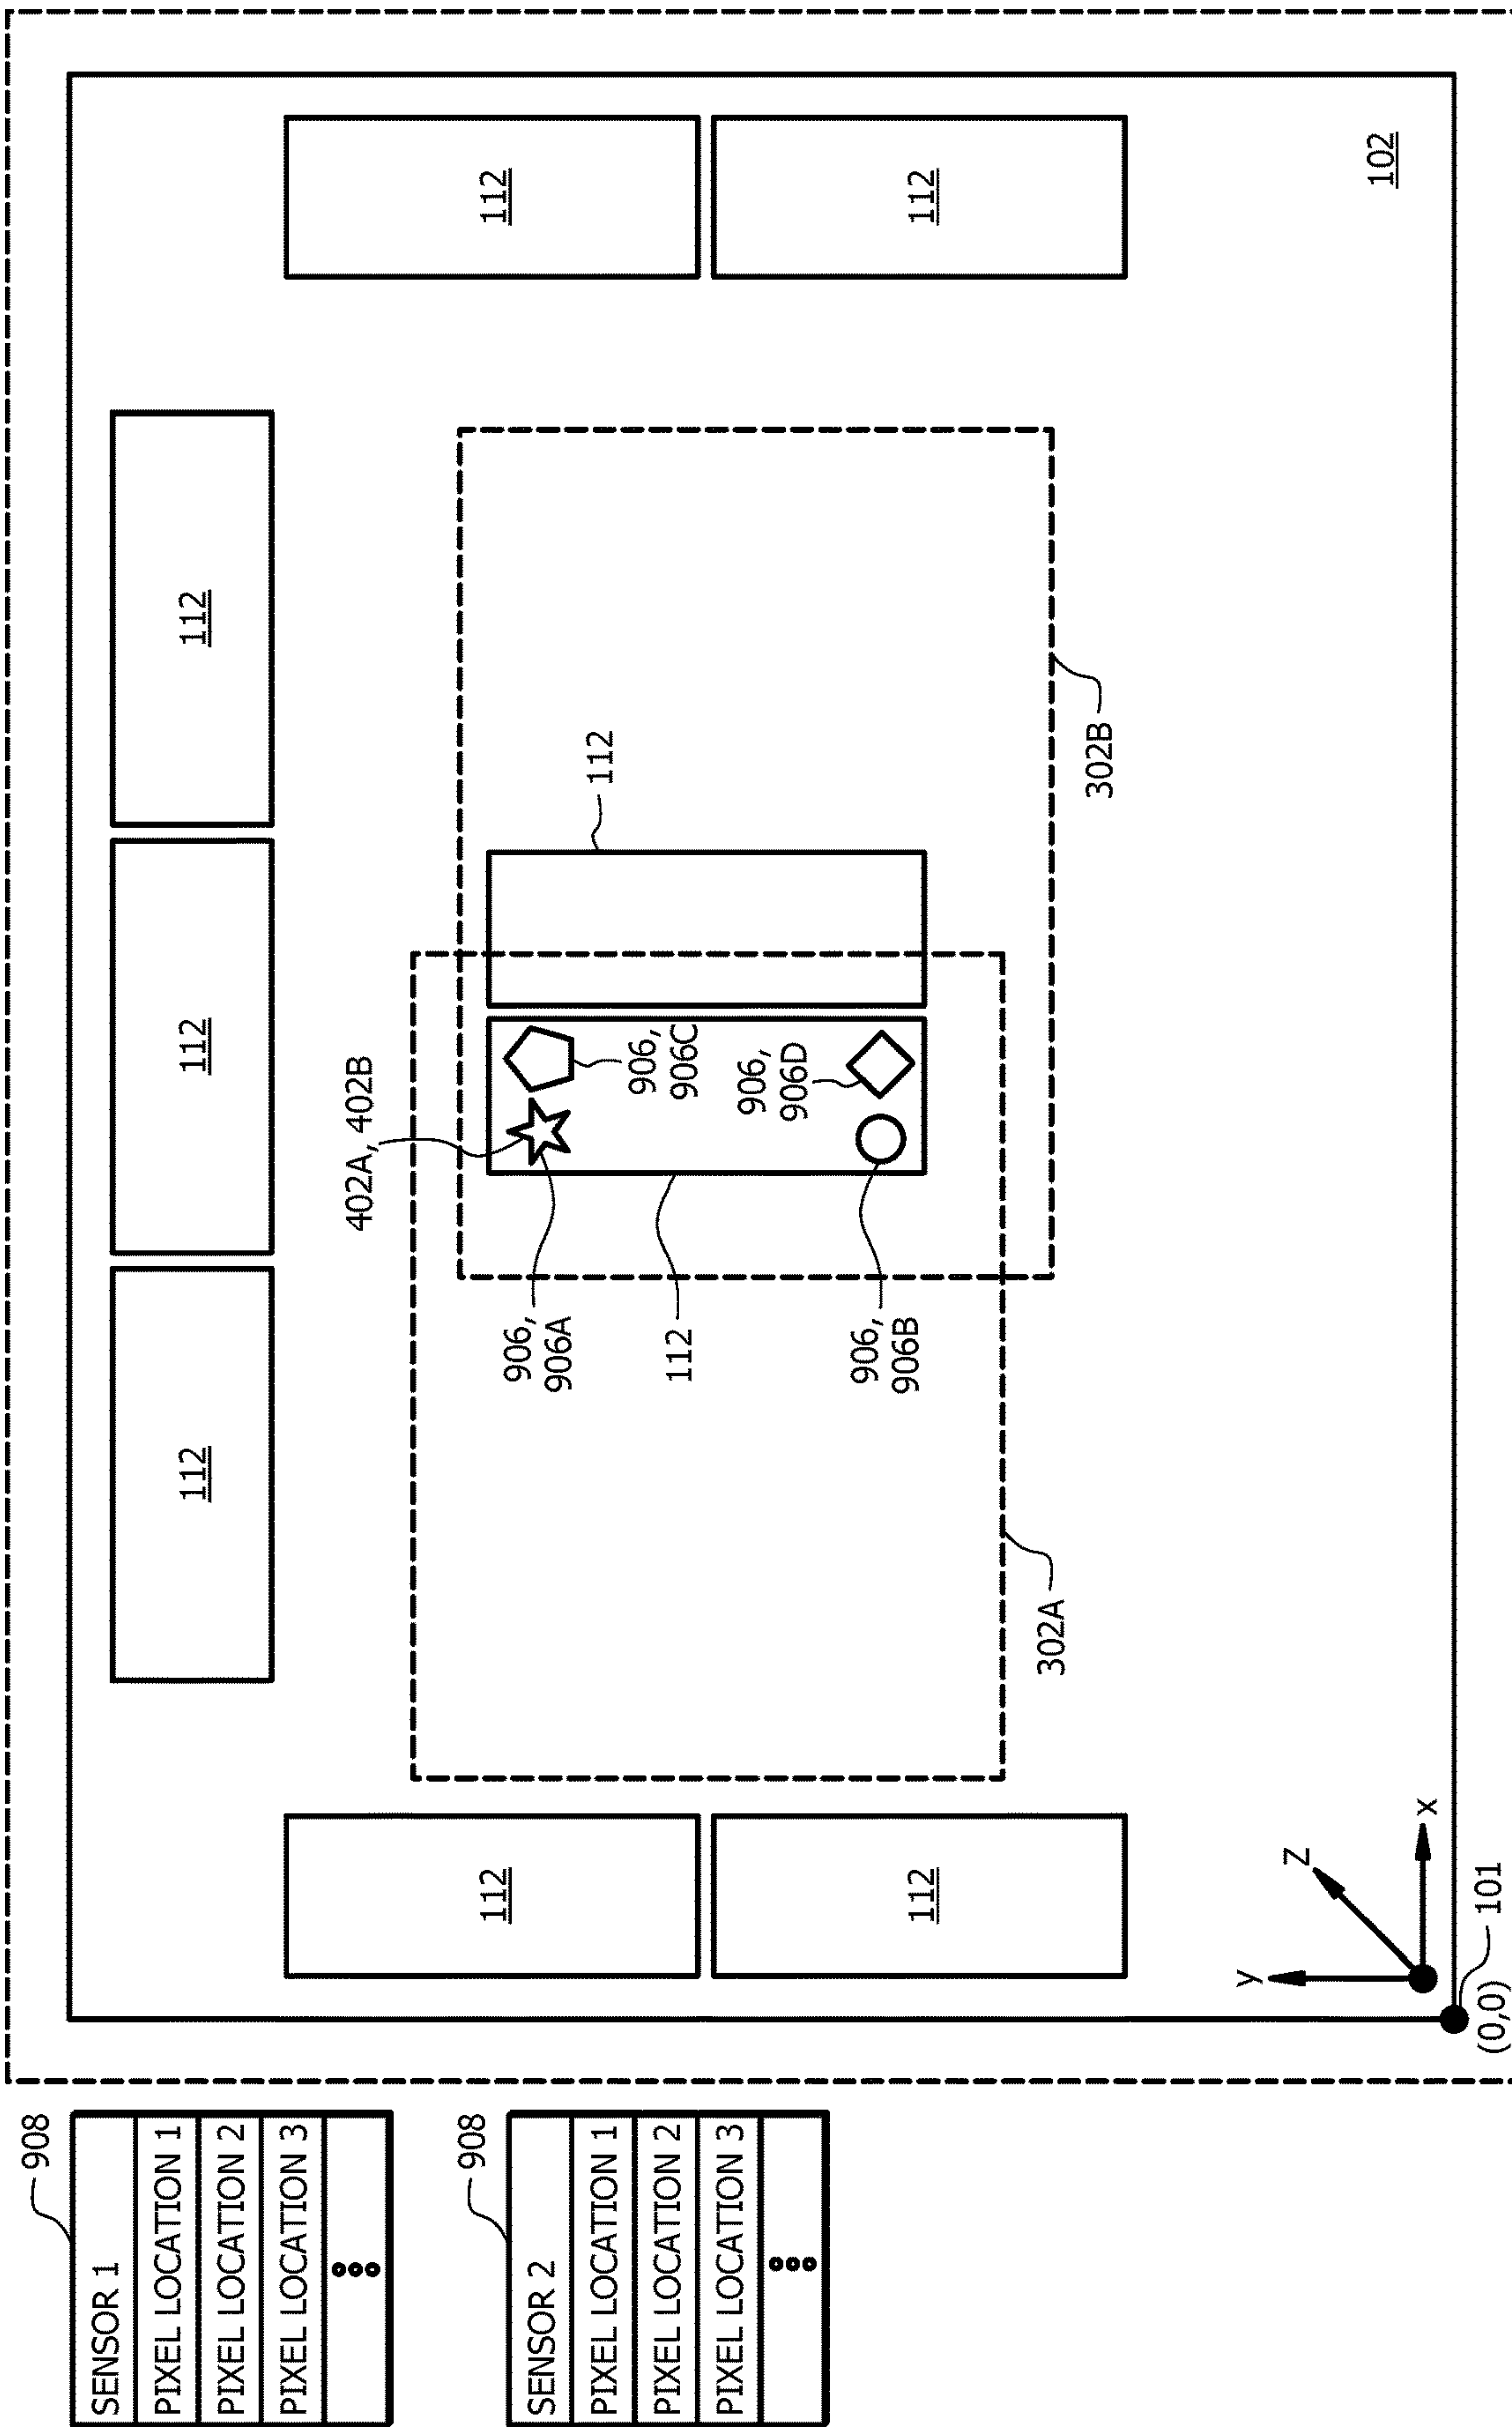 908
SENSOR 1
PIXEL LOCATION 1
PIXEL LOCATION 2
PIXEL LOCATION 3
908
SENSOR 2
PIXEL LOCATION 1
PIXEL LOCATION 2
PIXEL LOCATION 3
112
112
112
112
112
402A, 402B
906,
906A
906,
906C
112
112
906,
906D
906,
906B
112
112
302A
302B
y
Z
x
102
(0,0)
101